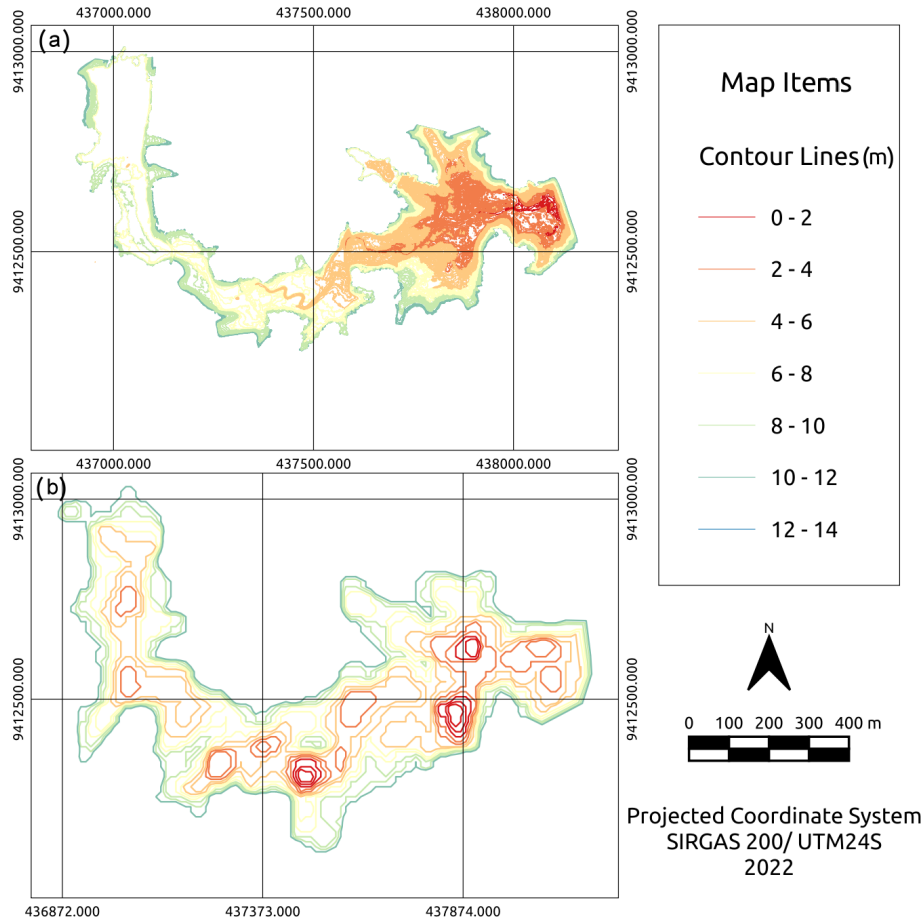 437000.000 437500.000 438000.000
(a)
9413000.000
9413000.000
9412500.000
9412500.000
437000.000 437500.000 438000.000
(b)
9413000.000
9413000.000
9412500.000
9412500.000
436872.000 437373.000 437874.000
Map Items
Contour Lines (m)
0 - 2
2 - 4
4 - 6
6 - 8
8 - 10
10 - 12
12 - 14
N
0 100 200 300 400 m
Projected Coordinate System
SIRGAS 200/ UTM24S
2022